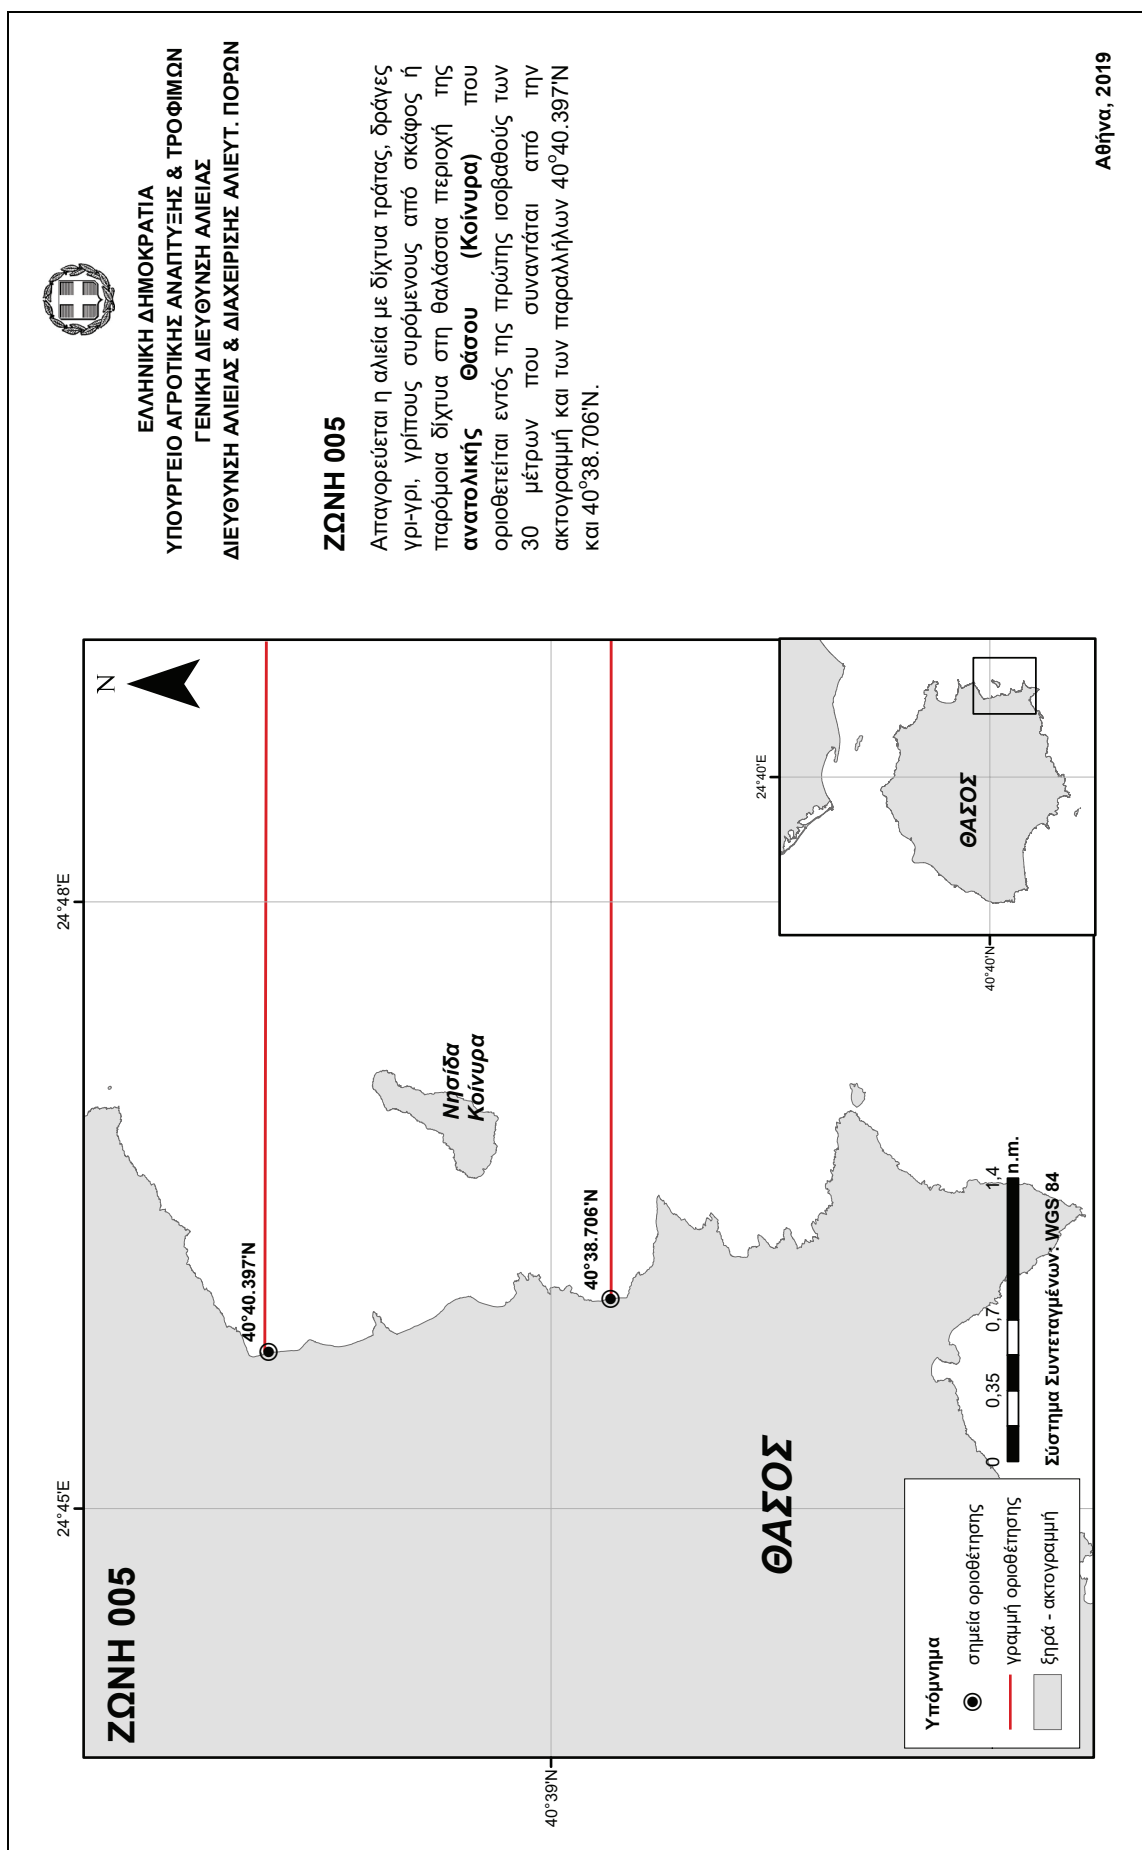 ΕΛΛΗΝΙΚΗ ΔΗΜΟΚΡΑΤΙΑ
ΥΠΟΥΡΓΕΙΟ ΑΓΡΟΤΙΚΗΣ ΑΝΑΠΤΥΞΗΣ & ΤΡΟΦΙΜΩΝ
ΓΕΝΙΚΗ ΔΙΕΥΘΥΝΣΗ ΑΛΙΕΙΑΣ
ΔΙΕΥΘΥΝΣΗ ΑΛΙΕΙΑΣ & ΔΙΑΧΕΙΡΙΣΗΣ ΑΛΙΕΥΤ. ΠΟΡΩΝ
ΖΩΝΗ 005
Απαγορεύεται η αλιεία με δίχτυα τράτας, δράγες
γρι-γρι, γρίπους συρόμενους από σκάφος ή
παρόμοια δίχτυα στη θαλάσσια περιοχή της
ανατολικής Θάσου (Κοίνυρα) που
οριοθετείται εντός της πρώτης ισοβαθούς των
30 μέτρων που συναντάται από την
ακτογραμμή και των παραλλήλων 40°40.397'N
και 40°38.706'N.
Αθήνα, 2019
ΖΩΝΗ 005
24°45'E
24°48'E
N
40°39'N
40°40.397'N
40°38.706'N
Νησίδα
Κοίνυρα
ΘΑΣΟΣ
Υπόμνημα
σημεία οριοθέτησης
γραμμή οριοθέτησης
ξηρά - ακτογραμμή
0 0,35 0,7 1,4
n.m.
Σύστημα Συντεταγμένων: WGS 84
24°40'E
40°40'N
ΘΑΣΟΣ